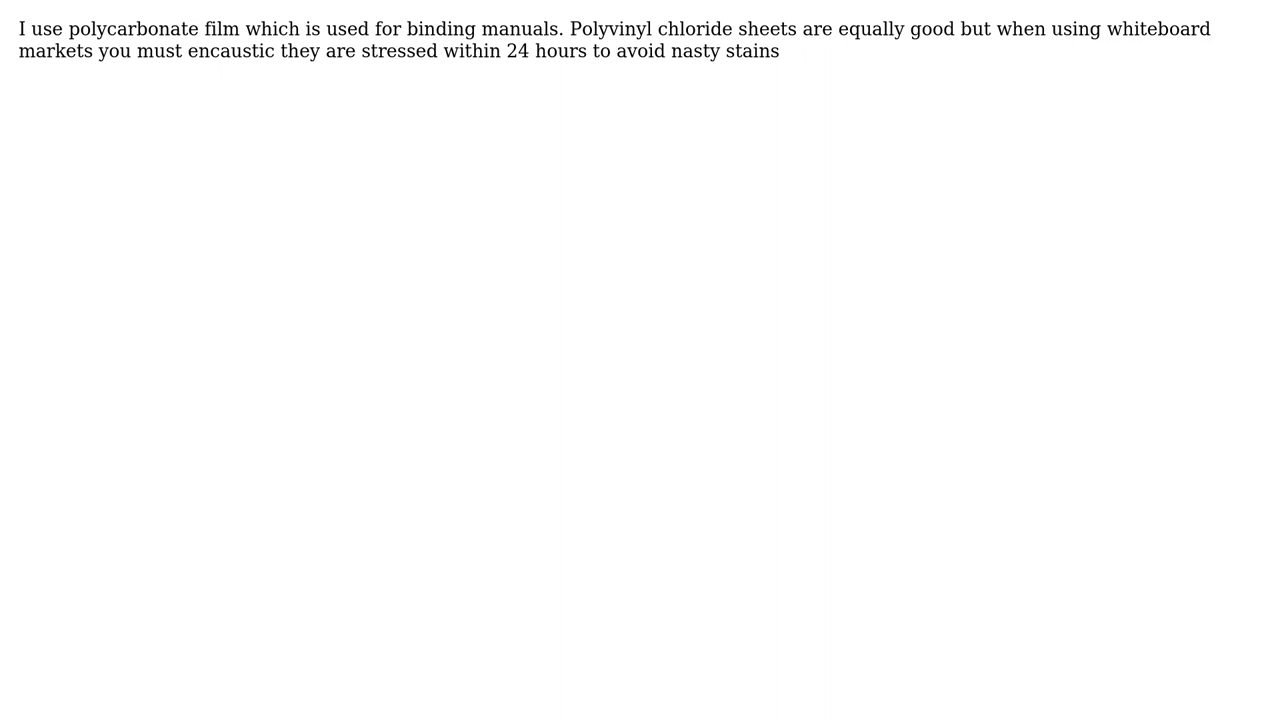 I use polycarbonate film which is used for binding manuals. Polyvinyl chloride sheets are equally good but when using whiteboard
markets you must encaustic they are stressed within 24 hours to avoid nasty stains